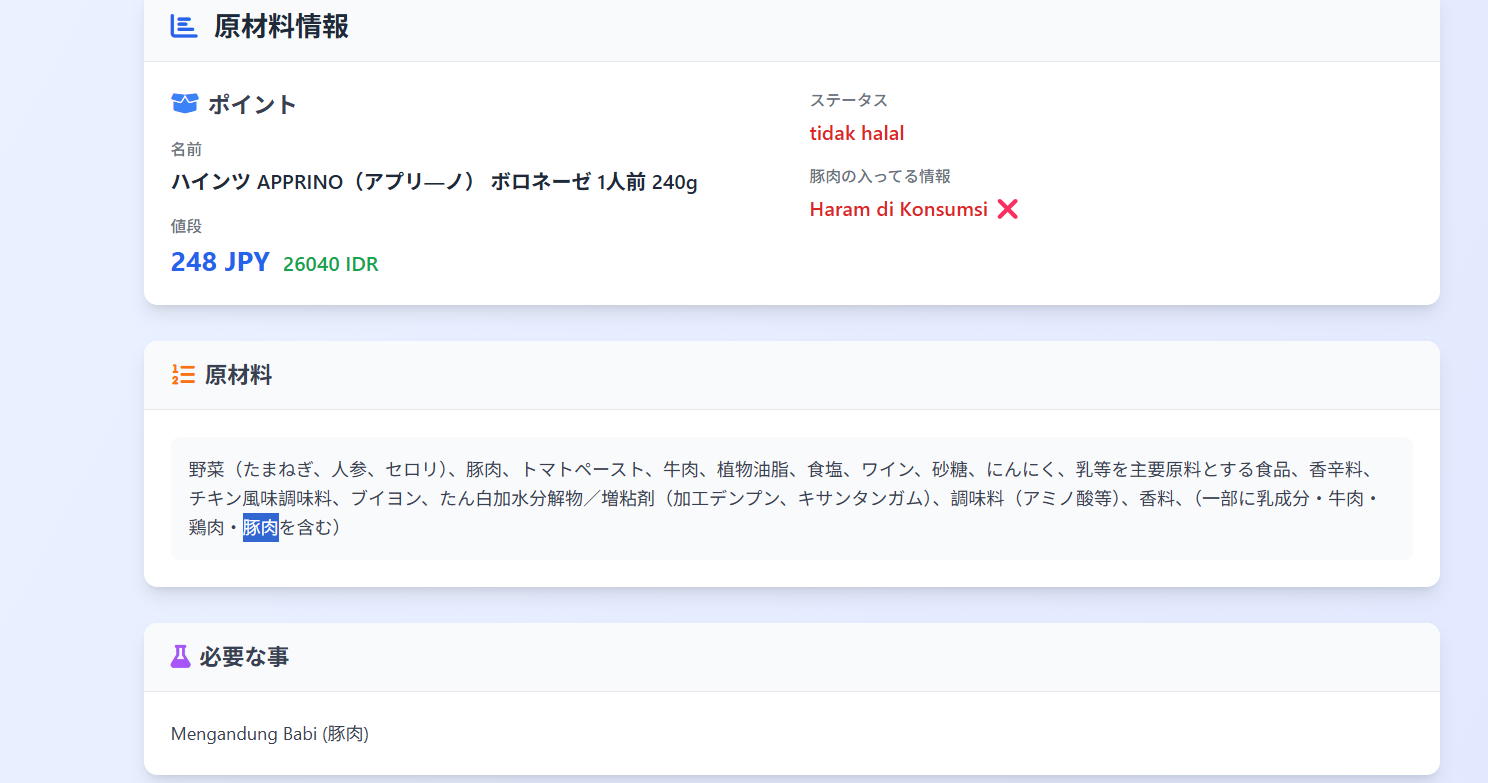 原材料情報
ポイント
名前
ハインツ APPRINO（アプリ―ノ） ボロネーゼ 1人前 240g
値段
248 JPY 26040 IDR
ステータス
tidak halal
豚肉の入ってる情報
Haram di Konsumsi
原材料
野菜（たまねぎ、人参、セロリ）、豚肉、トマトペースト、牛肉、植物油脂、食塩、ワイン、砂糖、にんにく、乳等を主要原料とする食品、香辛料、
チキン風味調味料、ブイヨン、たん白加水分解物／増粘剤（加工デンプン、キサンタンガム）、調味料（アミノ酸等）、香料、（一部に乳成分・牛肉・
鶏肉・豚肉を含む）
必要な事
Mengandung Babi (豚肉)